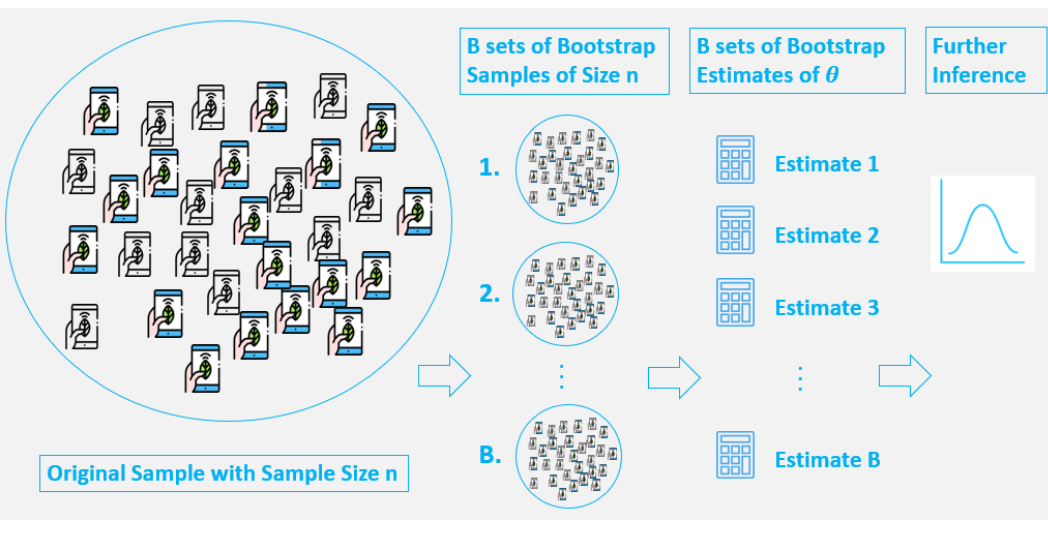 B sets of Bootstrap
Samples of Size n
B sets of Bootstrap
Estimates of θ
Further
Inference
1.
Estimate 1
Estimate 2
2.
Estimate 3
⋮
⋮
B.
Estimate B
Original Sample with Sample Size n